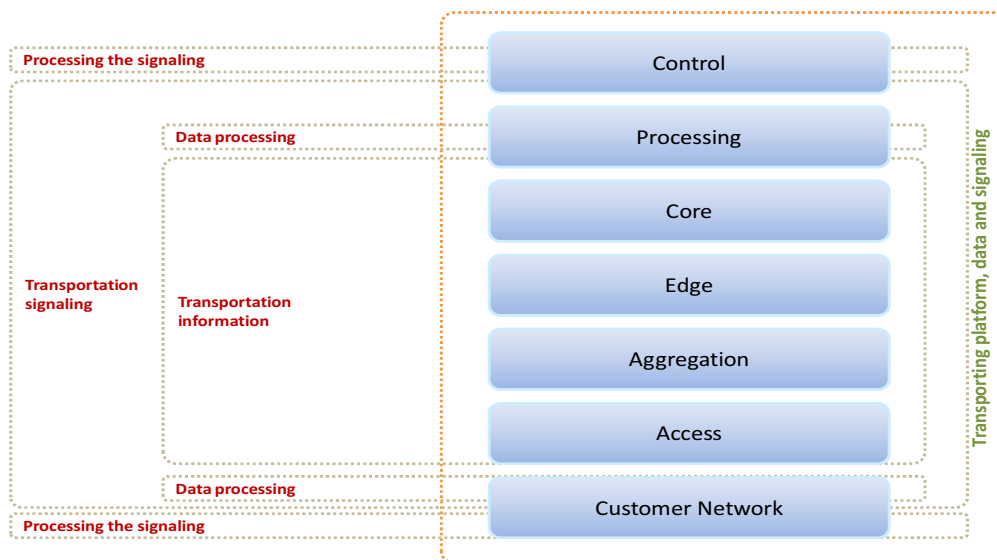 Processing the signaling
Control
Data processing
Processing
Core
Transportation
signaling
Transportation
information
Edge
Aggregation
Access
Data processing
Customer Network
Processing the signaling
Transporting platform, data and signaling